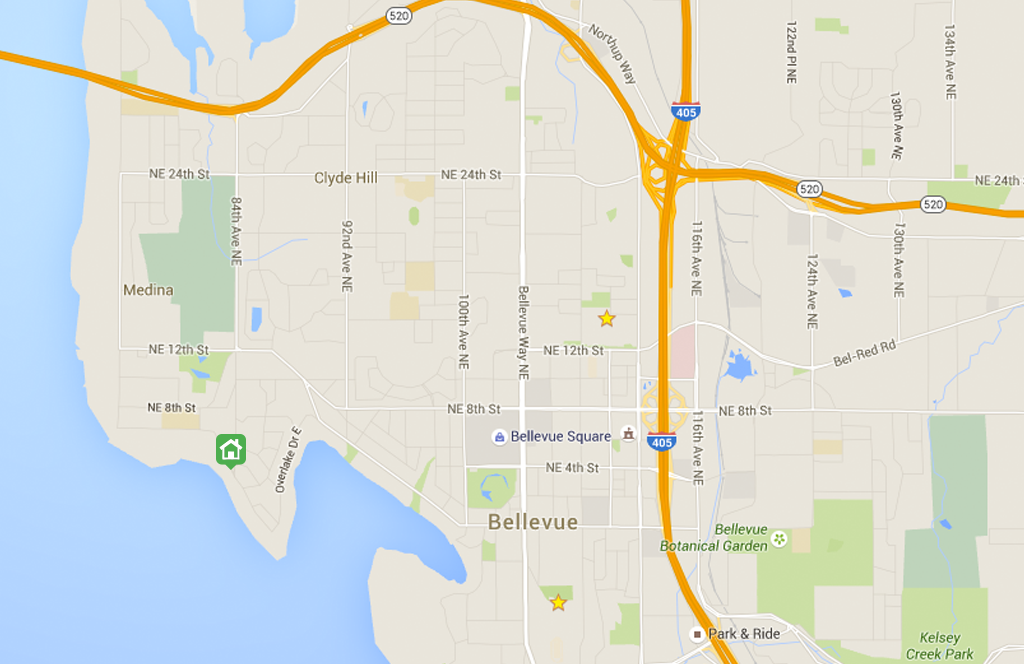 520
Northup Way
122nd Pl NE
134th Ave NE
405
130th Ave NE
NE 24th St
Clyde Hill
NE 24th St
520
520
NE 24th
84th Ave NE
92nd Ave NE
116th Ave NE
124th Ave NE
130th Ave NE
Medina
100th Ave NE
Bellevue Way NE
NE 12th St
NE 12th St
Bel-Red Rd
NE 8th St
NE 8th St
NE 8th St
Overlake Dr E
Bellevue Square
405
116th Ave NE
NE 4th St
Bellevue
Bellevue
Botanical Garden
Park & Ride
Kelsey
Creek Park